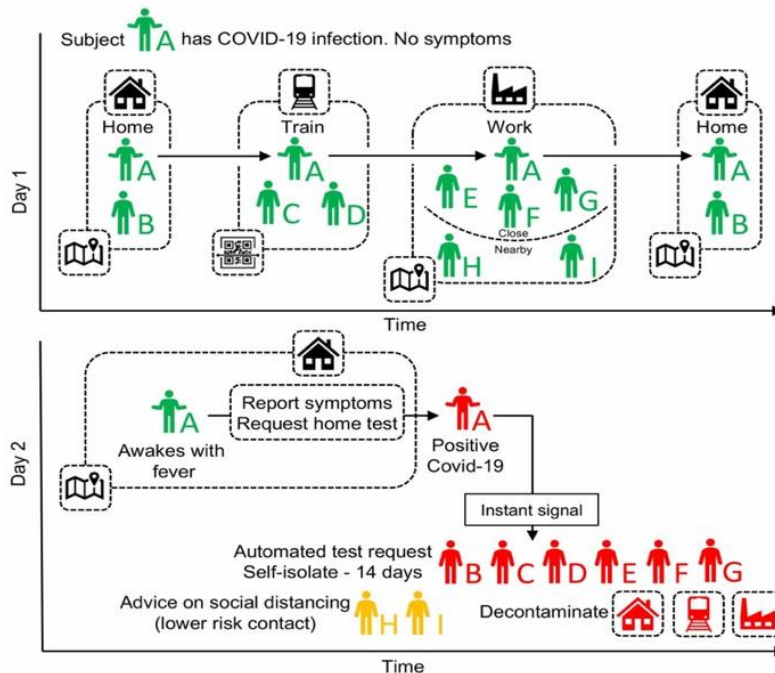 Subject A has COVID-19 infection. No symptoms
Day 1
Home
Train
Work
Home
A
A
A
A
B
C
D
E
F
G
B
Close
Nearby
H
I
Time
Day 2
A
Report symptoms
Request home test
A
Awakes with
fever
Positive
Covid-19
Instant signal
Automated test request
Self-isolate - 14 days
B C D E F G
Advice on social distancing
(lower risk contact)
H I
Decontaminate
Time